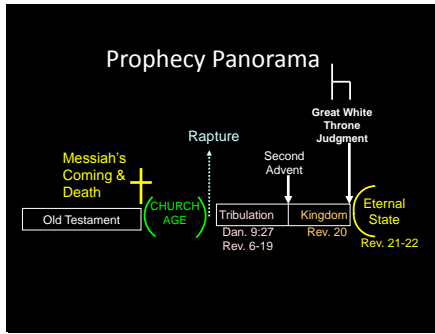 Prophecy Panorama
Great White
Throne
Judgment
Rapture
Second
Advent
Messiah's
Coming &
Death
CHURCH
AGE
Old Testament
Tribulation
Kingdom
Eternal
State
Dan. 9:27
Rev. 6-19
Rev. 20
Rev. 21-22